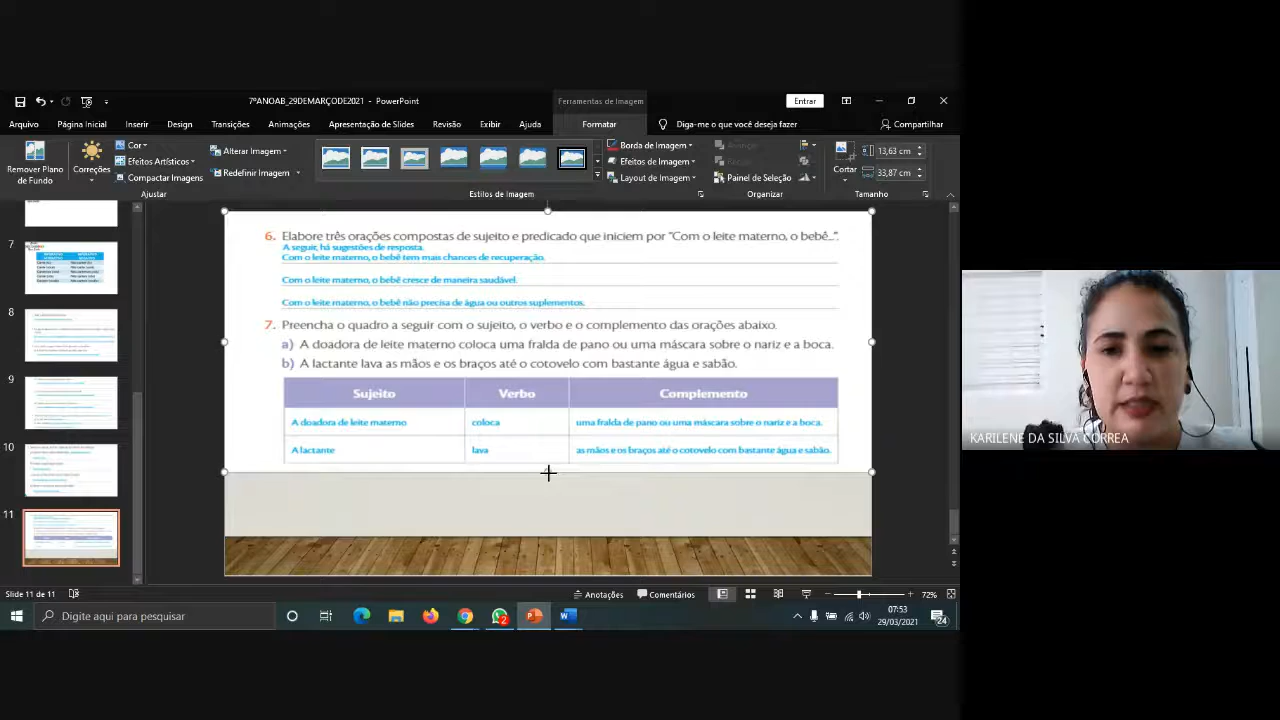 7ºANOAB_29DEMARÇODE2021 - PowerPoint
Ferramentas de Imagem
Entrar
Arquivo Página Inicial Inserir Design Transições Animações Apresentação de Slides Revisão Exibir Ajuda Formatar Diga-me o que você deseja fazer Compartilhar
Remover Plano de Fundo
Correções
Cor
Efeitos Artísticos
Compactar Imagens
Alterar Imagem
Redefinir Imagem
Ajustar
Estilos de Imagem
Borda de Imagem
Efeitos de Imagem
Layout de Imagem
Avançar
Recuar
Painel de Seleção
Organizar
Cortar
13,63 cm
33,87 cm
Tamanho
7
8
9
10
11
6. Elabore três orações compostas de sujeito e predicado que iniciem por "Com o leite materno, o bebê...".
A seguir, há sugestões de resposta.
Com o leite materno, o bebê tem mais chances de recuperação.
Com o leite materno, o bebê cresce de maneira saudável.
Com o leite materno, o bebê não precisa de água ou outros suplementos.
7. Preencha o quadro a seguir com o sujeito, o verbo e o complemento das orações abaixo.
a) A doadora de leite materno coloca uma fralda de pano ou uma máscara sobre o nariz e a boca.
b) A lactante lava as mãos e os braços até o cotovelo com bastante água e sabão.
Sujeito Verbo Complemento
A doadora de leite materno coloca uma fralda de pano ou uma máscara sobre o nariz e a boca.
A lactante lava as mãos e os braços até o cotovelo com bastante água e sabão.
KARILENE DA SILVA CORREA
Slide 11 de 11
Anotações Comentários
72%
Digite aqui para pesquisar
2
07:53
29/03/2021
24